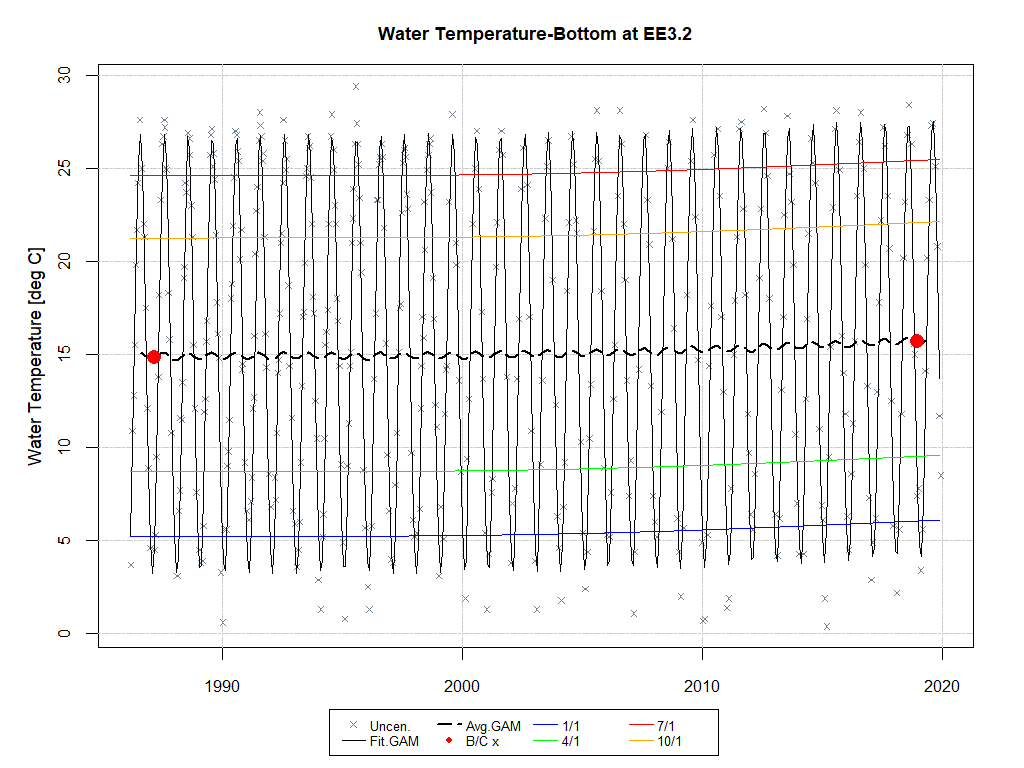 Water Temperature-Bottom at EE3.2
Water Temperature [deg C]
30
25
20
15
10
5
0
1990 2000 2010 2020
Uncen. Avg.GAM 1/1 7/1
Fit.GAM B/C x 4/1 10/1